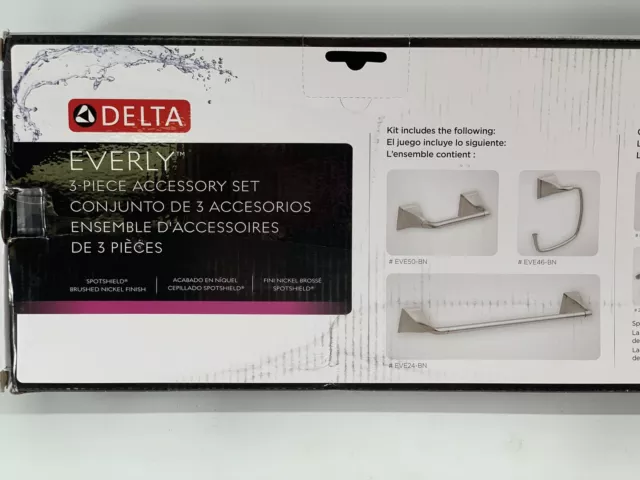 DELTA
EVERLY™
3-PIECE ACCESSORY SET
CONJUNTO DE 3 ACCESORIOS
ENSEMBLE D'ACCESSOIRES
DE 3 PIÈCES
SPOTSHIELD®
BRUSHED NICKEL FINISH
ACABADO EN NÍQUEL
CEPILLADO SPOTSHIELD®
FINI NICKEL BROSSÉ
SPOTSHIELD®
Kit includes the following:
El juego incluye lo siguiente:
L'ensemble contient :
# EVE50-BN
# EVE46-BN
# EVE24-BN